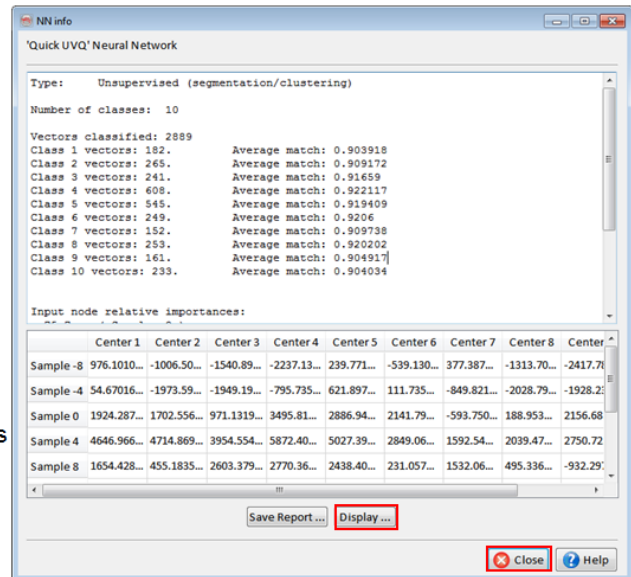 NN info
'Quick UVQ' Neural Network
Type: Unsupervised (segmentation/clustering)
Number of classes: 10
Vectors classified: 2889
Class 1 vectors: 182. Average match: 0.903918
Class 2 vectors: 265. Average match: 0.909172
Class 3 vectors: 241. Average match: 0.91659
Class 4 vectors: 608. Average match: 0.922117
Class 5 vectors: 545. Average match: 0.919409
Class 6 vectors: 249. Average match: 0.9206
Class 7 vectors: 152. Average match: 0.909738
Class 8 vectors: 253. Average match: 0.920202
Class 9 vectors: 161. Average match: 0.904917
Class 10 vectors: 233. Average match: 0.904034
Input node relative importances:
Center 1 Center 2 Center 3 Center 4 Center 5 Center 6 Center 7 Center 8 Center
Sample -8 976.1010... -1006.50... -1540.89... -2237.13... 239.771... -539.130... 377.387... -1313.70... -2417.78
Sample -4 54.67016... -1973.59... -1949.19... -795.735... 621.897... 111.735... -849.821... -2028.79... -1928.23
Sample 0 1924.287... 1702.556... 971.1319... 3495.81... 2886.94... 2141.79... -593.750... 188.953... 2156.68
Sample 4 4646.966... 4714.869... 3954.554... 5872.40... 5027.39... 2849.06... 1592.54... 2039.47... 2750.72
s
Sample 8 1654.428... 455.1835... 2603.379... 2770.36... 2438.40... 231.057... 1532.06... 495.336... -932.297
Save Report ... Display ...
Close Help